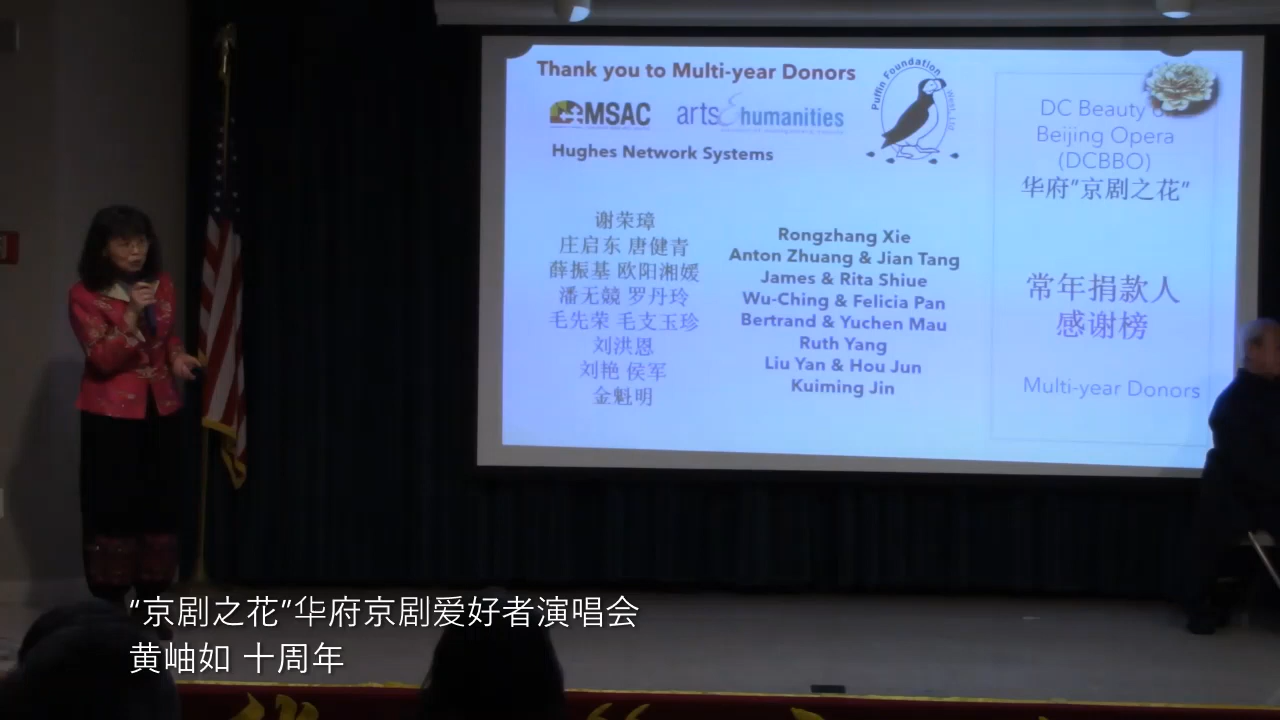 Thank you to Multi-year Donors
MSAC
arts & humanities
Puffin Foundation West, Ltd
Hughes Network Systems
谢荣璋
庄启东 唐健青
薛振基 欧阳湘媛
潘无兢 罗丹玲
毛先荣 毛支玉珍
刘洪恩
刘艳 侯军
金魁明
Rongzhang Xie
Anton Zhuang & Jian Tang
James & Rita Shiue
Wu-Ching & Felicia Pan
Bertrand & Yuchen Mau
Ruth Yang
Liu Yan & Hou Jun
Kuiming Jin
DC Beauty
Beijing Opera
(DCBBO)
华府"京剧之花"
常年捐款人
感谢榜
Multi-year Donors
“京剧之花”华府京剧爱好者演唱会
黄岫如 十周年